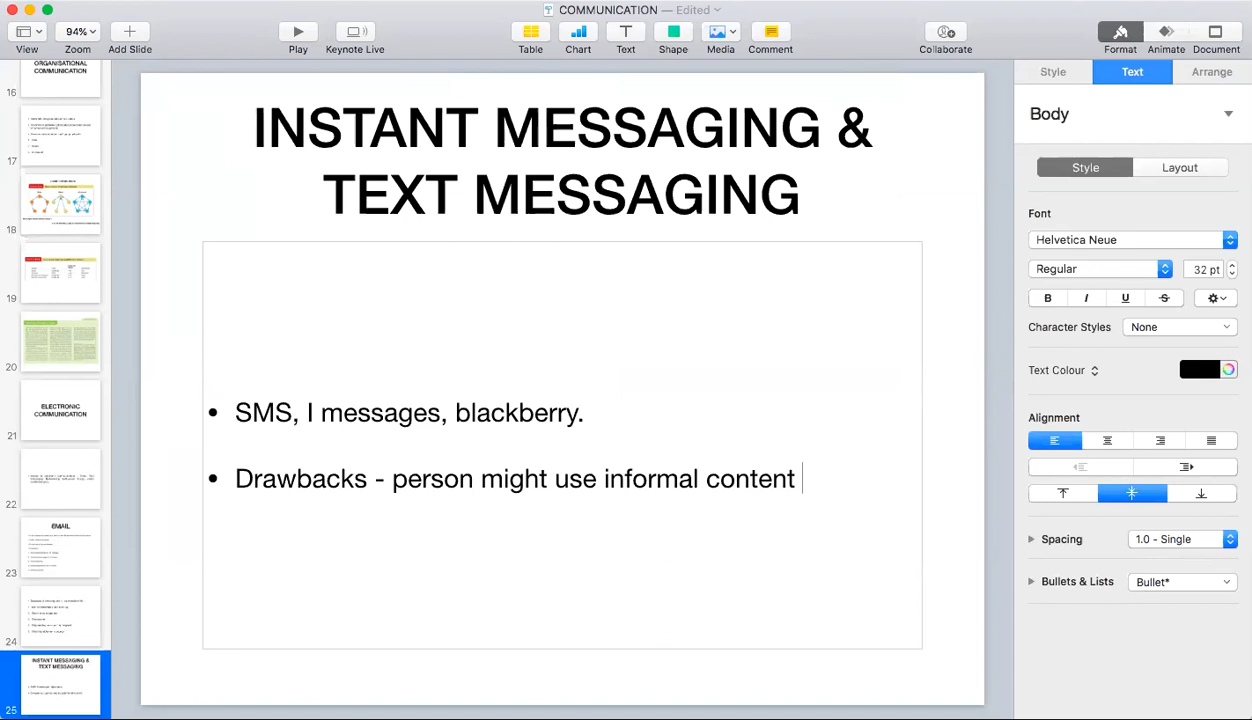 COMMUNICATION — Edited
View
94%
Zoom
Add Slide
Play
Keynote Live
Table
Chart
Text
Shape
Media
Comment
Collaborate
Format
Animate
Document
ORGANISATIONAL
COMMUNICATION
16
17
18
19
20
ELECTRONIC
COMMUNICATION
21
22
EMAIL
23
24
INSTANT MESSAGING &
TEXT MESSAGING
25
INSTANT MESSAGING &
TEXT MESSAGING
• SMS, I messages, blackberry.
• Drawbacks - person might use informal content
Style
Text
Arrange
Body
Style
Layout
Font
Helvetica Neue
Regular
32 pt
B
I
U
S
Character Styles
None
Text Colour
Alignment
Spacing
1.0 - Single
Bullets & Lists
Bullet*